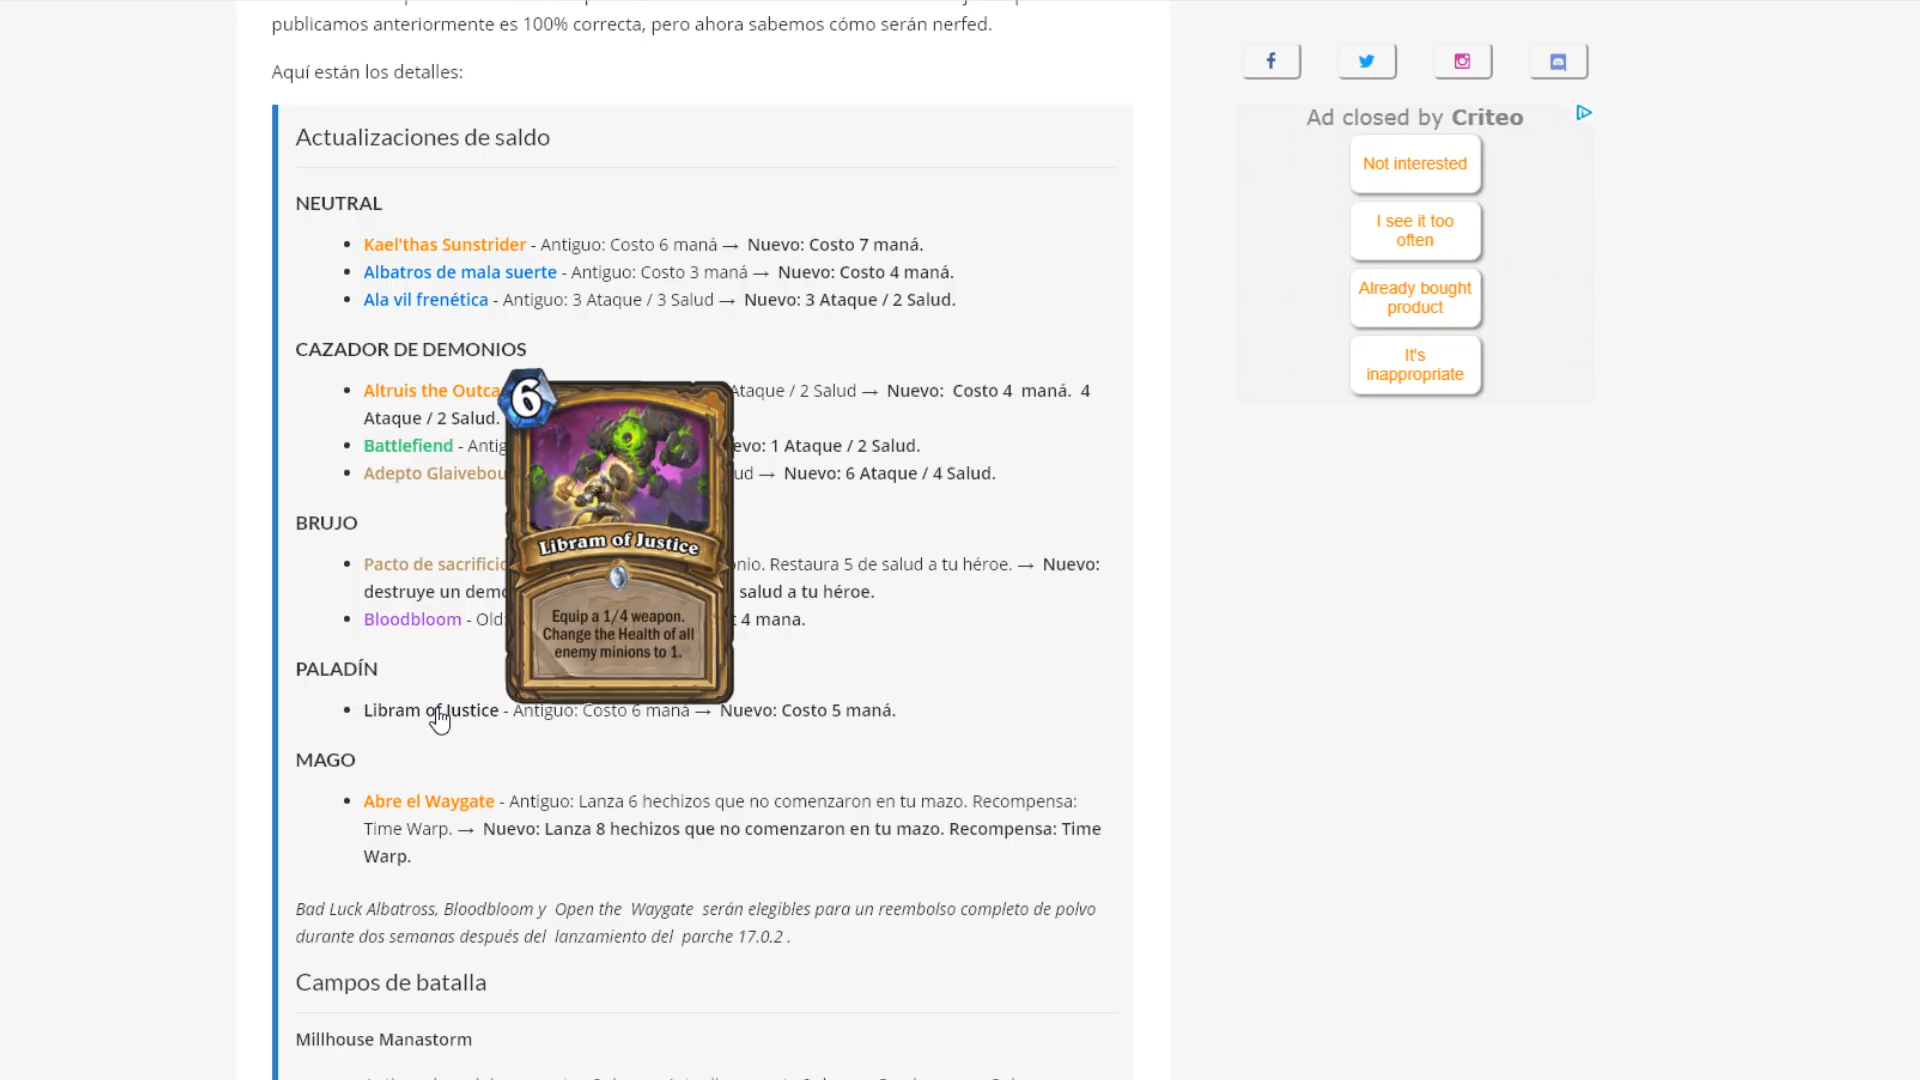 publicamos anteriormente es 100% correcta, pero ahora sabemos cómo serán nerfed.
Aquí están los detalles:
Actualizaciones de saldo
NEUTRAL
Kael'thas Sunstrider - Antiguo: Costo 6 maná → Nuevo: Costo 7 maná.
Albatros de mala suerte - Antiguo: Costo 3 maná → Nuevo: Costo 4 maná.
Ala vil frenética - Antiguo: 3 Ataque / 3 Salud → Nuevo: 3 Ataque / 2 Salud.
CAZADOR DE DEMONIOS
Altruis the Outca Ataque / 2 Salud → Nuevo: Costo 4 maná. 4
Ataque / 2 Salud.
Battlefiend - Antig evo: 1 Ataque / 2 Salud.
Adepto Glaivebou ud → Nuevo: 6 Ataque / 4 Salud.
BRUJO
Pacto de sacrificio onio. Restaura 5 de salud a tu héroe. → Nuevo:
destruye un demo salud a tu héroe.
Bloodbloom - Old: t 4 mana.
6
Libram of Justice
Equip a 1/4 weapon.
Change the Health of all
enemy minions to 1.
PALADÍN
Libram of Justice - Antiguo: Costo 6 maná → Nuevo: Costo 5 maná.
MAGO
Abre el Waygate - Antiguo: Lanza 6 hechizos que no comenzaron en tu mazo. Recompensa:
Time Warp. → Nuevo: Lanza 8 hechizos que no comenzaron en tu mazo. Recompensa: Time
Warp.
Bad Luck Albatross, Bloodbloom y Open the Waygate serán elegibles para un reembolso completo de polvo
durante dos semanas después del lanzamiento del parche 17.0.2 .
Campos de batalla
Millhouse Manastorm
Ad closed by Criteo
Not interested
I see it too
often
Already bought
product
It's
inappropriate